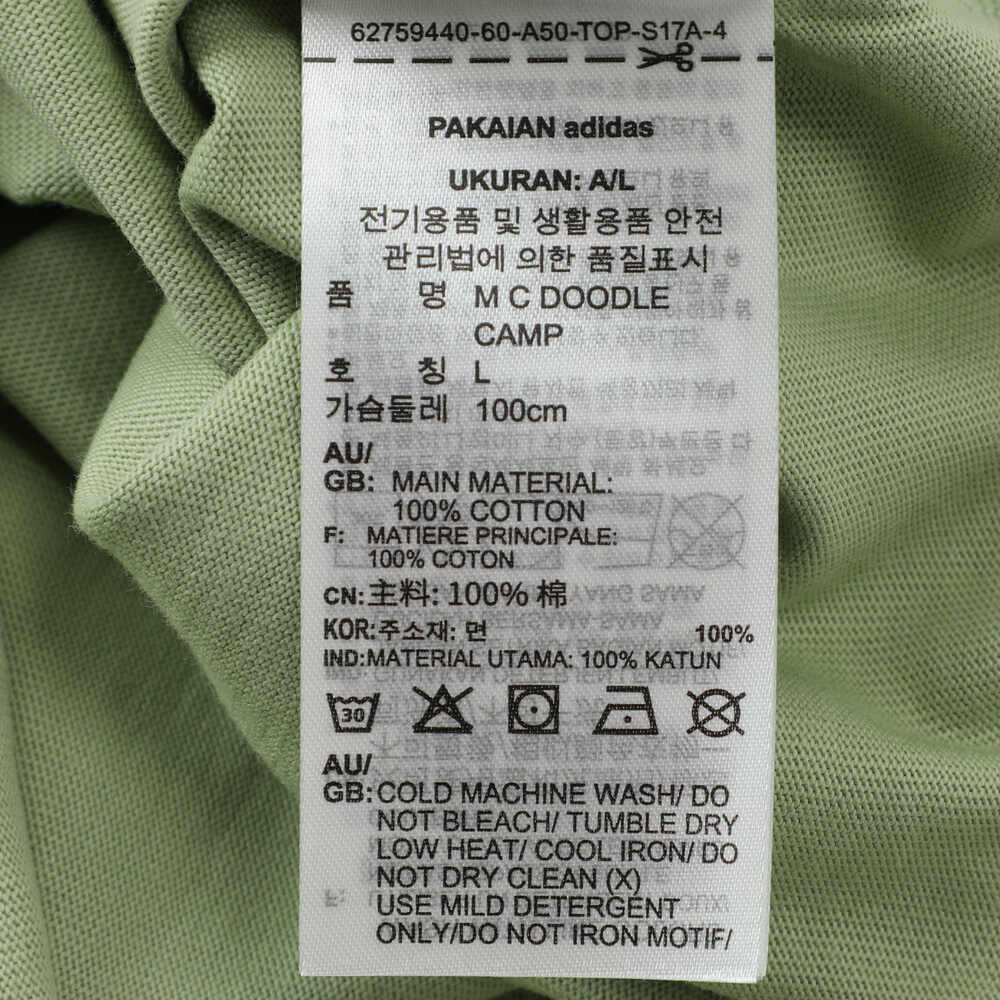 62759440-60-A50-TOP-S17A-4
PAKAIAN adidas
UKURAN: A/L
전기용품 및 생활용품 안전
관리법에 의한 품질표시
품 명 M C DOODLE
CAMP
호 칭 L
가슴둘레 100cm
AU/
GB: MAIN MATERIAL:
100% COTTON
F: MATIERE PRINCIPALE:
100% COTON
CN:主料: 100% 棉
KOR:주소재: 면 100%
IND:MATERIAL UTAMA: 100% KATUN
30
AU/
GB:COLD MACHINE WASH/ DO
NOT BLEACH/ TUMBLE DRY
LOW HEAT/ COOL IRON/ DO
NOT DRY CLEAN (X)
USE MILD DETERGENT
ONLY/DO NOT IRON MOTIF/